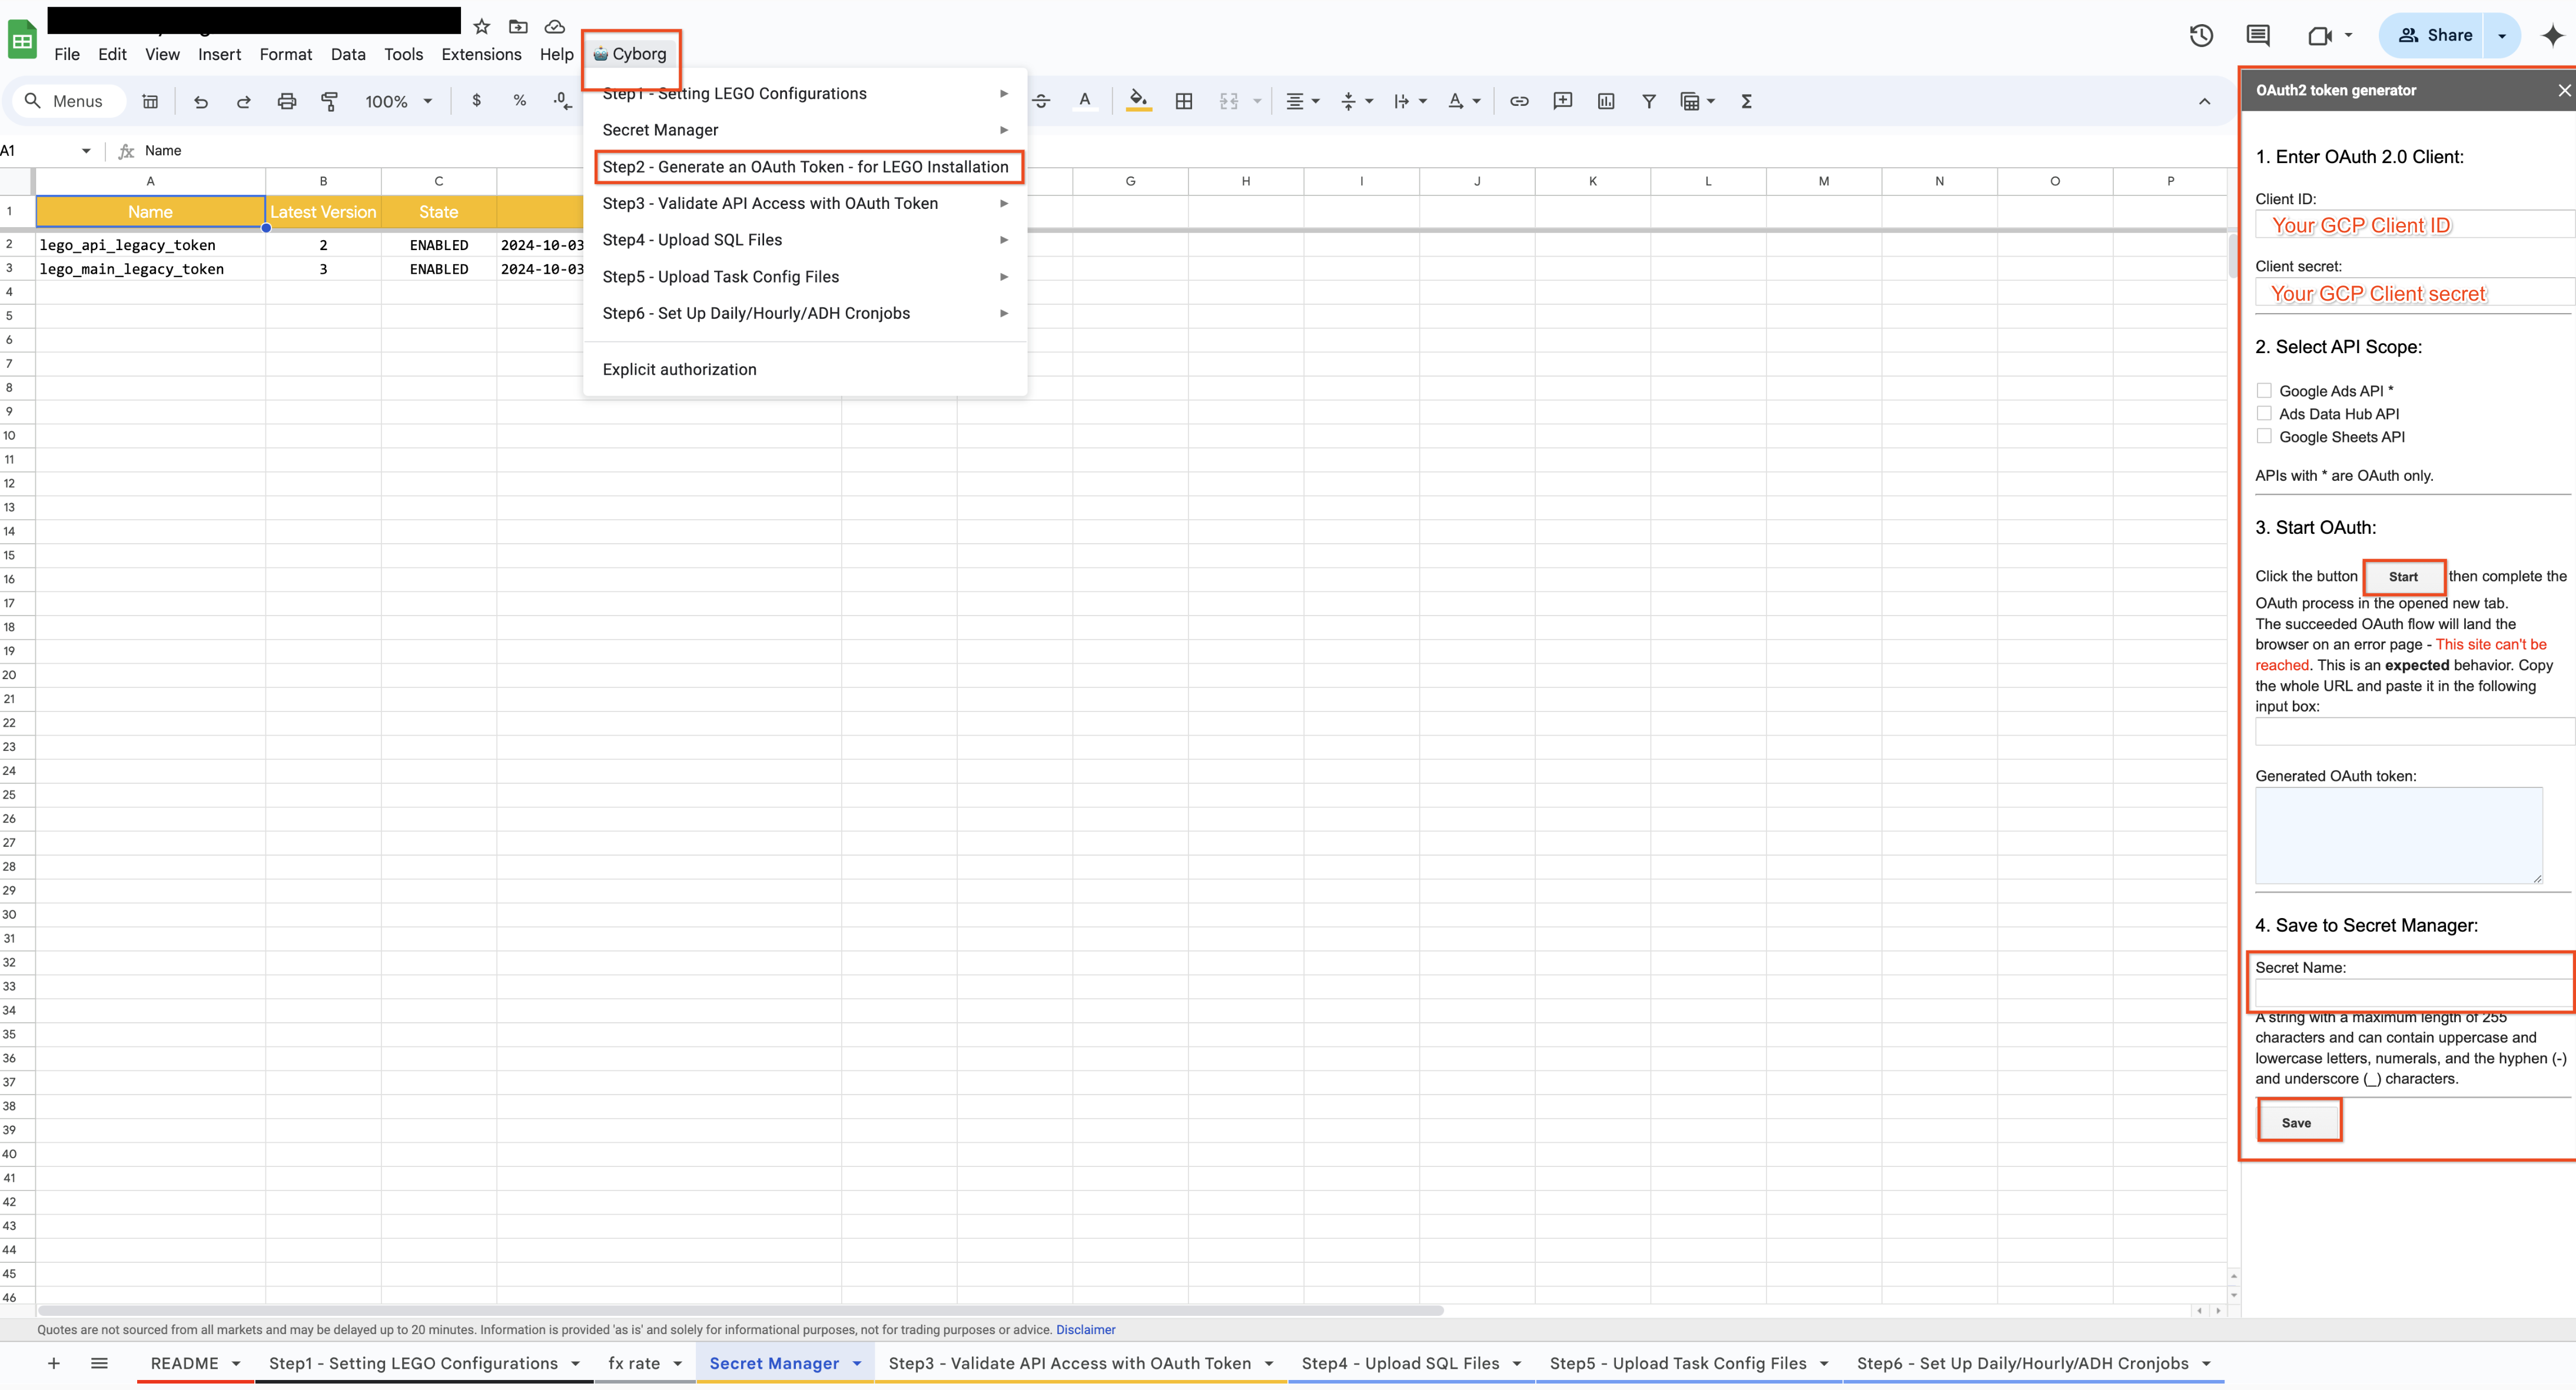 File Edit View Insert Format Data Tools Extensions Help Cyborg
Share
Menus 100% $ % .0 A A Σ
A1 fx Name
A B C G H I J K L M N O P
1 Name Latest Version State
2 lego_api_legacy_token 2 ENABLED 2024-10-03
3 lego_main_legacy_token 3 ENABLED 2024-10-03
4
5
6
7
8
9
10
11
12
13
14
15
16
17
18
19
20
21
22
23
24
25
26
27
28
29
30
31
32
33
34
35
36
37
38
39
40
41
42
43
44
45
46
Step1 - Setting LEGO Configurations
Secret Manager
Step2 - Generate an OAuth Token - for LEGO Installation
Step3 - Validate API Access with OAuth Token
Step4 - Upload SQL Files
Step5 - Upload Task Config Files
Step6 - Set Up Daily/Hourly/ADH Cronjobs
Explicit authorization
OAuth2 token generator
1. Enter OAuth 2.0 Client:
Client ID:
Your GCP Client ID
Client secret:
Your GCP Client secret
2. Select API Scope:
Google Ads API *
Ads Data Hub API
Google Sheets API
APIs with * are OAuth only.
3. Start OAuth:
Click the button Start then complete the
OAuth process in the opened new tab.
The succeeded OAuth flow will land the
browser on an error page - This site can't be
reached. This is an expected behavior. Copy
the whole URL and paste it in the following
input box:
Generated OAuth token:
4. Save to Secret Manager:
Secret Name:
A string with a maximum length of 255
characters and can contain uppercase and
lowercase letters, numerals, and the hyphen (-)
and underscore (_) characters.
Save
Quotes are not sourced from all markets and may be delayed up to 20 minutes. Information is provided 'as is' and solely for informational purposes, not for trading purposes or advice. Disclaimer
README Step1 - Setting LEGO Configurations fx rate Secret Manager Step3 - Validate API Access with OAuth Token Step4 - Upload SQL Files Step5 - Upload Task Config Files Step6 - Set Up Daily/Hourly/ADH Cronjobs